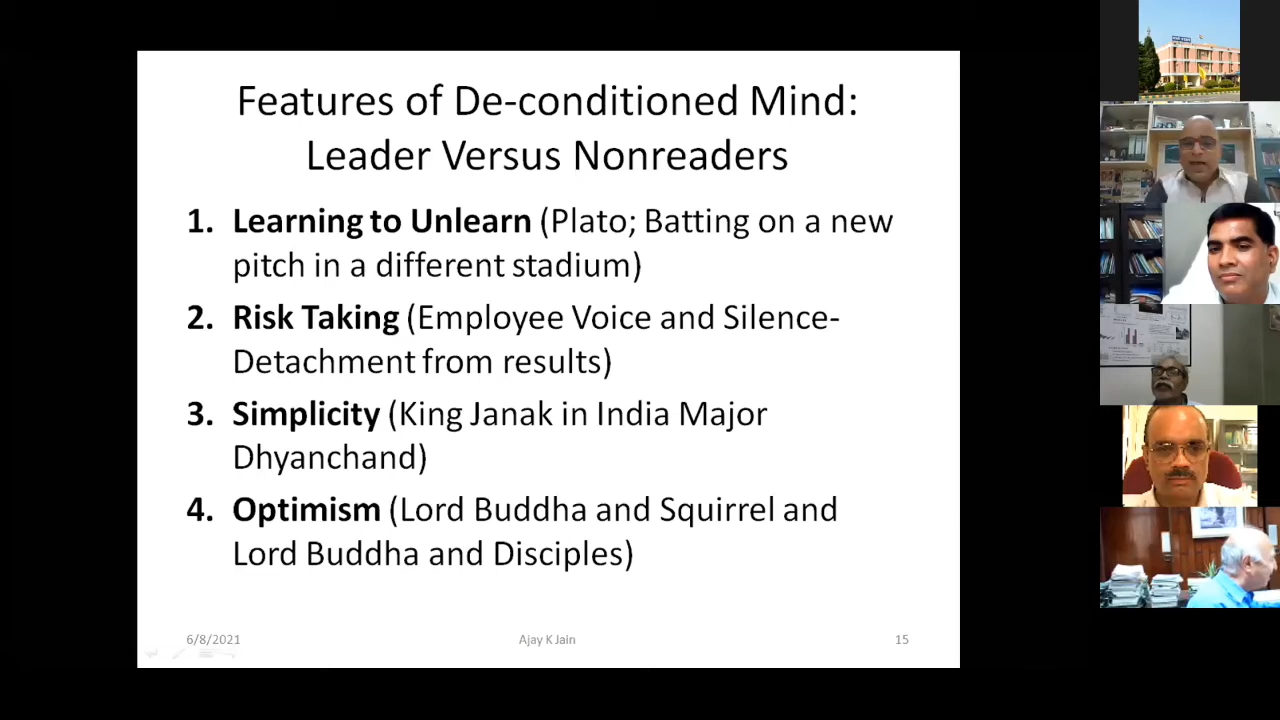 Features of De-conditioned Mind:
Leader Versus Nonreaders
1. Learning to Unlearn (Plato; Batting on a new
pitch in a different stadium)
2. Risk Taking (Employee Voice and Silence-
Detachment from results)
3. Simplicity (King Janak in India Major
Dhyanchand)
4. Optimism (Lord Buddha and Squirrel and
Lord Buddha and Disciples)
6/8/2021
Ajay K Jain
15